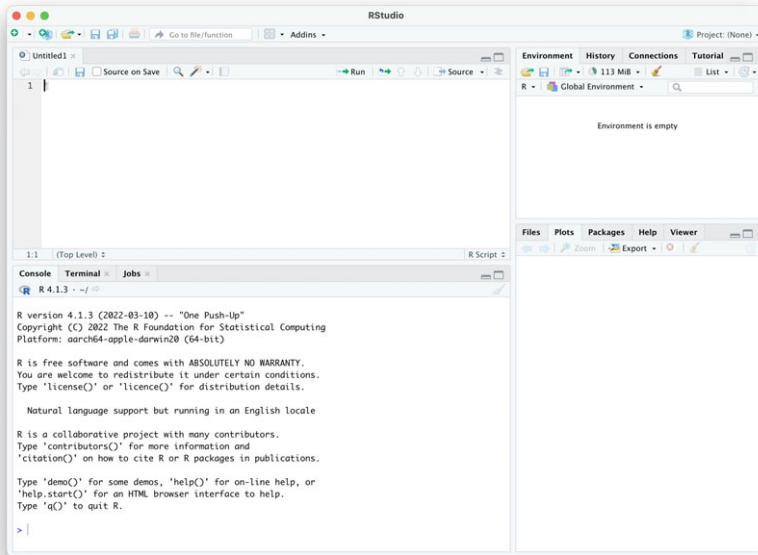 RStudio
Go to file/function
Addins
Project: (None)
Untitled1
Source on Save
Run
Source
1
1:1 (Top Level)
R Script
Console Terminal Jobs
R 4.1.3 · ~/
R version 4.1.3 (2022-03-10) -- "One Push-Up"
Copyright (C) 2022 The R Foundation for Statistical Computing
Platform: aarch64-apple-darwin20 (64-bit)
R is free software and comes with ABSOLUTELY NO WARRANTY.
You are welcome to redistribute it under certain conditions.
Type 'license()' or 'licence()' for distribution details.
Natural language support but running in an English locale
R is a collaborative project with many contributors.
Type 'contributors()' for more information and
'citation()' on how to cite R or R packages in publications.
Type 'demo()' for some demos, 'help()' for on-line help, or
'help.start()' for an HTML browser interface to help.
Type 'q()' to quit R.
>
Environment History Connections Tutorial
113 MiB
List
R Global Environment
Environment is empty
Files Plots Packages Help Viewer
Zoom Export